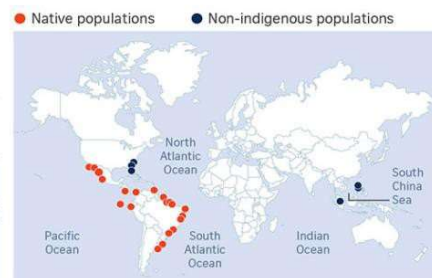 Native populations
Non-indigenous populations
North
Atlantic
Ocean
South
China
Sea
Pacific
Ocean
South
Atlantic
Ocean
Indian
Ocean